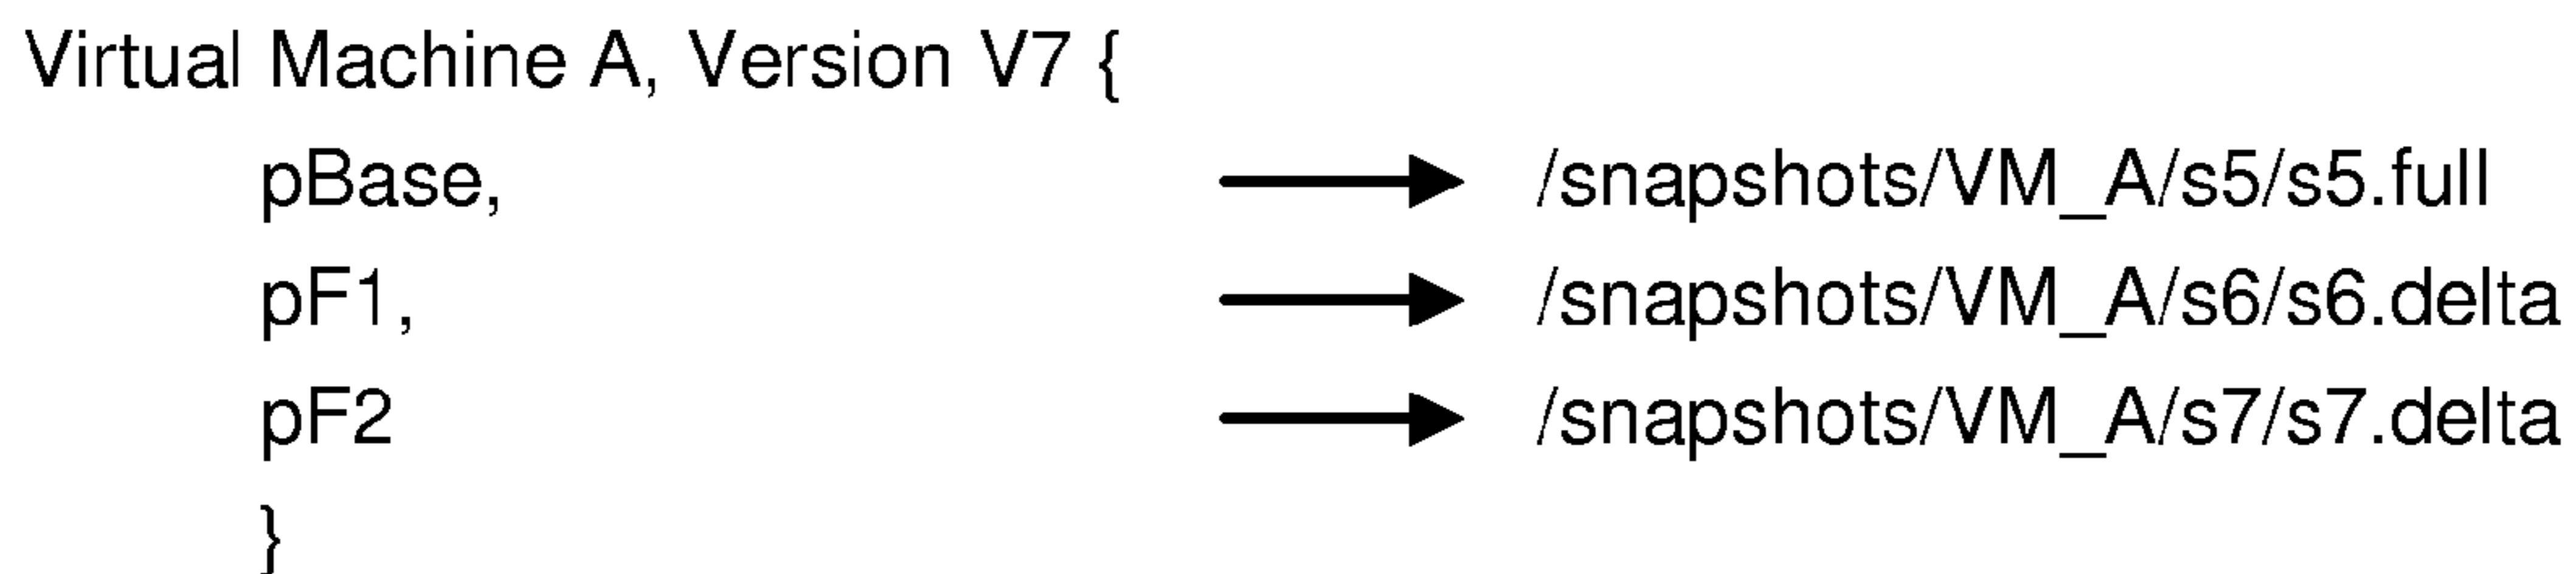 Virtual Machine A, Version V7 {
pBase, /snapshots/VM_A/s5/s5.full
pF1, /snapshots/VM_A/s6/s6.delta
pF2 /snapshots/VM_A/s7/s7.delta
}